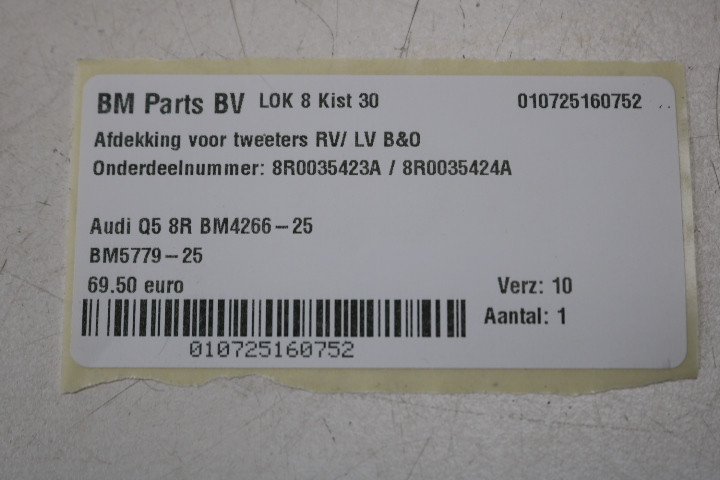 BM Parts BV LOK 8 Kist 30 010725160752 ..
Afdekking voor tweeters RV/ LV B&O
Onderdeelnummer: 8R0035423A / 8R0035424A
Audi Q5 8R BM4266-25
BM5779-25
69.50 euro Verz: 10
Aantal: 1
010725160752